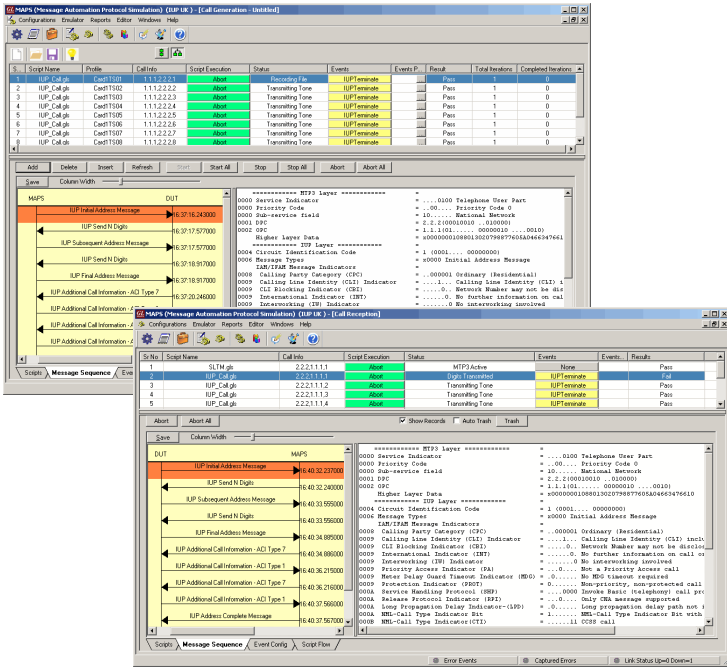 MAPS (Message Automation Protocol Simulation) (IUP UK ) - [Call Generation - Untitled]
Configurations Emulator Reports Editor Windows Help
S... Script Name Profile Call Info Script Execution Status Events Events P... Result Total Iterations Completed Iterations
1 IUP_Call.gls Card1TS01 1.1.1,2.2.2,1 Abort Recording File IUPTeminate ... Pass 1 0
2 IUP_Call.gls Card1TS02 1.1.1,2.2.2,2 Abort Transmitting Tone IUPTeminate ... Pass 1 0
3 IUP_Call.gls Card1TS03 1.1.1,2.2.2,3 Abort Transmitting Tone IUPTeminate ... Pass 1 0
4 IUP_Call.gls Card1TS04 1.1.1,2.2.2,4 Abort Transmitting Tone IUPTeminate ... Pass 1 0
5 IUP_Call.gls Card1TS05 1.1.1,2.2.2,5 Abort Transmitting Tone IUPTeminate ... Pass 1 0
6 IUP_Call.gls Card1TS06 1.1.1,2.2.2,6 Abort Transmitting Tone IUPTeminate ... Pass 1 0
7 IUP_Call.gls Card1TS07 1.1.1,2.2.2,7 Abort Transmitting Tone IUPTeminate ... Pass 1 0
8 IUP_Call.gls Card1TS08 1.1.1,2.2.2,8 Abort Transmitting Tone IUPTeminate ... Pass 1 0
Add Delete Insert Refresh Start Start All Stop Stop All Abort Abort All
Save Column Width
MAPS DUT
IUP Initial Address Message
16:37:16.243000
IUP Send N Digits
16:37:17.577000
IUP Subsequent Address Message
16:37:17.577000
IUP Send N Digits
16:37:18.917000
IUP Final Address Message
16:37:18.917000
IUP Additional Call Information - ACI Type 7
16:37:20.246000
IUP Additional Call Information - A
IUP Additional Call Information - A
IUP Additional Call Information - A
Scripts Message Sequence Eve
============ MTP3 Layer ============ =
0000 Service Indicator = ....0100 Telephone User Part
0000 Priority Code = ..00.... Priority Code 0
0000 Sub-service field = 10...... National Network
0001 DPC = 2.2.2(00010010 ..010000)
0002 OPC = 1.1.1(01...... 00000010 ....0010)
Higher Layer Data = x00000001088013020798877605A0466347661
============ IUP Layer ============ =
0004 Circuit Identification Code = 1 (0001.... 00000000)
0006 Message Types = x0000 Initial Address Message
IAM/IFAM Message Indicators =
0008 Calling Party Category (CPC) = ..000001 Ordinary (Residential)
0009 Calling Line Identity (CLI) Indicator = ....1... Calling Line Identity (CLI) i
0009 CLI Blocking Indicator (CBI) = .....0.. Network Number may not be dis
0009 International Indicator (INT) = ......0. No further information on cal
0009 Interworking (IW) Indicator = .......0 No interworking involved
MAPS (Message Automation Protocol Simulation) (IUP UK ) - [Call Reception]
Configurations Emulator Reports Editor Windows Help
Sr No Script Name Call Info Script Execution Status Events Events... Results
1 SLTM.gls 2.2.2,1.1.1,1 Abort MTP3 Active None Pass
2 IUP_Call.gls 2.2.2,1.1.1,1 Abort Digits Transmitted IUPTeminate Fail
3 IUP_Call.gls 2.2.2,1.1.1,2 Abort Transmitting Tone IUPTeminate Pass
4 IUP_Call.gls 2.2.2,1.1.1,3 Abort Transmitting Tone IUPTeminate Pass
5 IUP_Call.gls 2.2.2,1.1.1,4 Abort Transmitting Tone IUPTeminate Pass
Abort Abort All Show Records Auto Trash Trash
Save Column Width
DUT MAPS
IUP Initial Address Message
16:40:32.237000
IUP Send N Digits
16:40:32.240000
IUP Subsequent Address Message
16:40:33.555000
IUP Send N Digits
16:40:33.556000
IUP Final Address Message
16:40:34.885000
IUP Additional Call Information - ACI Type 7
16:40:34.886000
IUP Additional Call Information - ACI Type 1
16:40:36.215000
IUP Additional Call Information - ACI Type 7
16:40:36.216000
IUP Additional Call Information - ACI Type 1
16:40:37.566000
IUP Address Complete Message
16:40:37.567000
============ MTP3 Layer ============ =
0000 Service Indicator = ....0100 Telephone User Part
0000 Priority Code = ..00.... Priority Code 0
0000 Sub-service field = 10...... National Network
0001 DPC = 2.2.2(00010010 ..010000)
0002 OPC = 1.1.1(01...... 00000010 ....0010)
Higher Layer Data = x00000001088013020798877605A04663476610
============ IUP Layer ============ =
0004 Circuit Identification Code = 1 (0001.... 00000000)
0006 Message Types = x0000 Initial Address Message
IAM/IFAM Message Indicators =
0008 Calling Party Category (CPC) = ..000001 Ordinary (Residential)
0009 Calling Line Identity (CLI) Indicator = ....1... Calling Line Identity (CLI) inclu
0009 CLI Blocking Indicator (CBI) = .....0.. Network Number may not be disclos
0009 International Indicator (INT) = ......0. No further information on call or
0009 Interworking (IW) Indicator = .......0 No interworking involved
0009 Priority Access Indicator (PA) = ...0.... Not a Priority Access call
0009 Meter Delay Guard Timeout Indicator (MDG) = .0...... No MDG timeout required
0009 Protection Indicator (PROT) = 0....... Non-priority, non-protected call
000A Service Handling Protocol (SHP) = ....0000 Invoke Basic (telephony) call pro
000A Release Protocol Indicator (RPI) = ...0.... Only CNA message supported
000A Long Propagation Delay Indicator-(LPD) = .0...... Long propagation delay path not i
000A NML-Call Type Indicator Bit = 1....... NML-Call Type Indicator Bit with
000B NML-Call Type Indicator(CTI) = ......11 CCSS call
Scripts Message Sequence Event Config Script Flow
Error Events Captured Errors Link Status Up=0 Down=1